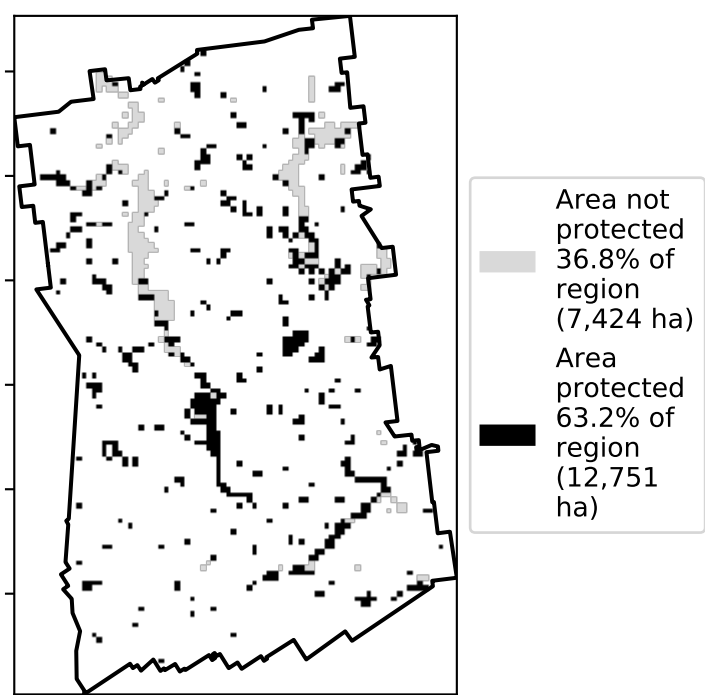 Area not
protected
36.8% of
region
(7,424 ha)
Area
protected
63.2% of
region
(12,751
ha)